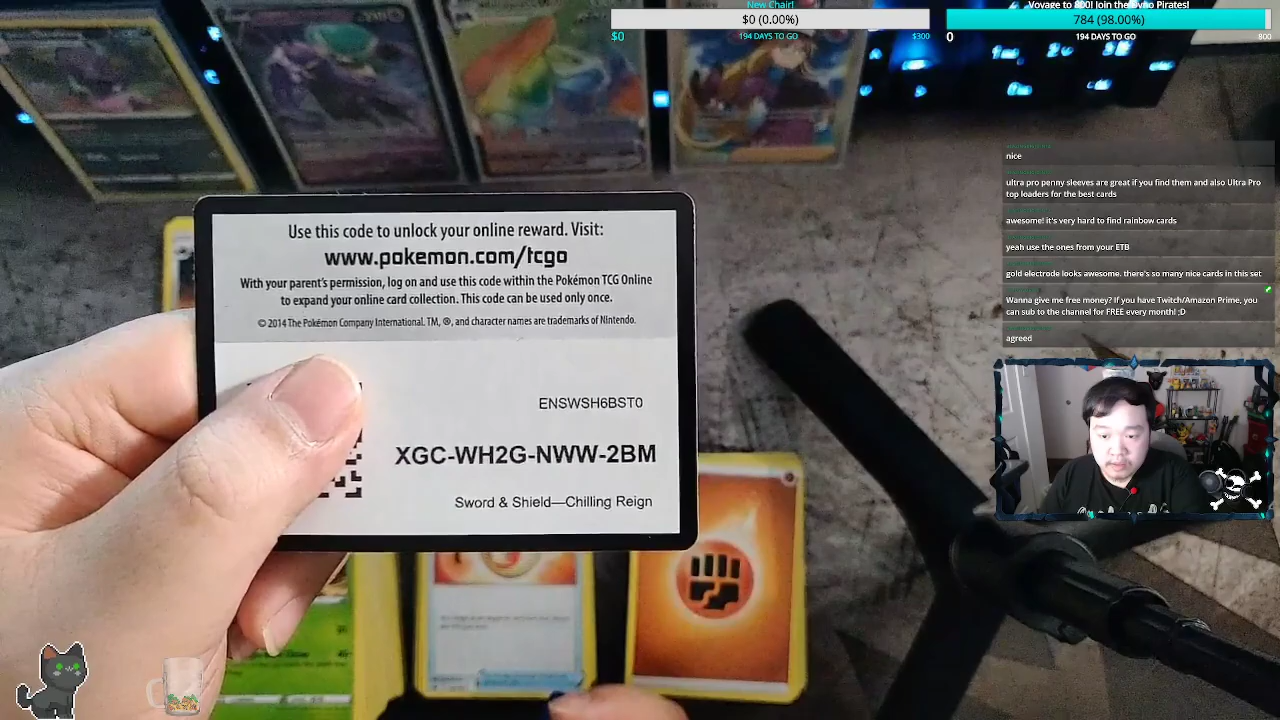 New Chair!
$0 (0.00%)
$0
194 DAYS TO GO
$300
Voyage to 800! Join the Dyno Pirates!
784 (98.00%)
0
194 DAYS TO GO
800
nice
ultra pro penny sleeves are great if you find them and also Ultra Pro
top loaders for the best cards
awesome! it's very hard to find rainbow cards
yeah use the ones from your ETB
gold electrode looks awesome. there's so many nice cards in this set
Wanna give me free money? If you have Twitch/Amazon Prime, you
can sub to the channel for FREE every month! ;D
agreed
Use this code to unlock your online reward. Visit:
www.pokemon.com/tcgo
With your parent's permission, log on and use this code within the Pokémon TCG Online
to expand your online card collection. This code can be used only once.
© 2014 The Pokémon Company International. TM, ®, and character names are trademarks of Nintendo.
ENSWSH6BST0
XGC-WH2G-NWW-2BM
Sword & Shield—Chilling Reign